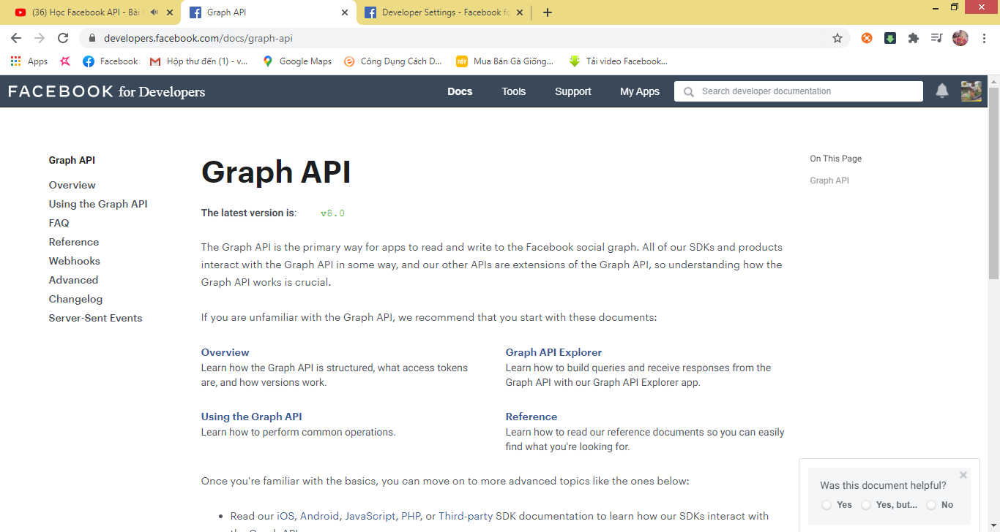 (36) Học Facebook API - Bài
Graph API
Developer Settings - Facebook fo
developers.facebook.com/docs/graph-api
Apps
Facebook
Hộp thư đến (1) - v...
Google Maps
Công Dụng Cách D...
TỐT
Mua Bán Gà Giống...
Tải video Facebook...
FACEBOOK for Developers
Docs
Tools
Support
My Apps
Search developer documentation
Graph API
Overview
Using the Graph API
FAQ
Reference
Webhooks
Advanced
Changelog
Server-Sent Events
Graph API
The latest version is: v8.0
The Graph API is the primary way for apps to read and write to the Facebook social graph. All of our SDKs and products
interact with the Graph API in some way, and our other APIs are extensions of the Graph API, so understanding how the
Graph API works is crucial.
If you are unfamiliar with the Graph API, we recommend that you start with these documents:
Overview
Learn how the Graph API is structured, what access tokens
are, and how versions work.
Graph API Explorer
Learn how to build queries and receive responses from the
Graph API with our Graph API Explorer app.
Using the Graph API
Learn how to perform common operations.
Reference
Learn how to read our reference documents so you can easily
find what you're looking for.
Once you're familiar with the basics, you can move on to more advanced topics like the ones below:
• Read our iOS, Android, JavaScript, PHP, or Third-party SDK documentation to learn how our SDKs interact with
the Graph API
On This Page
Graph API
Was this document helpful?
Yes
Yes, but...
No